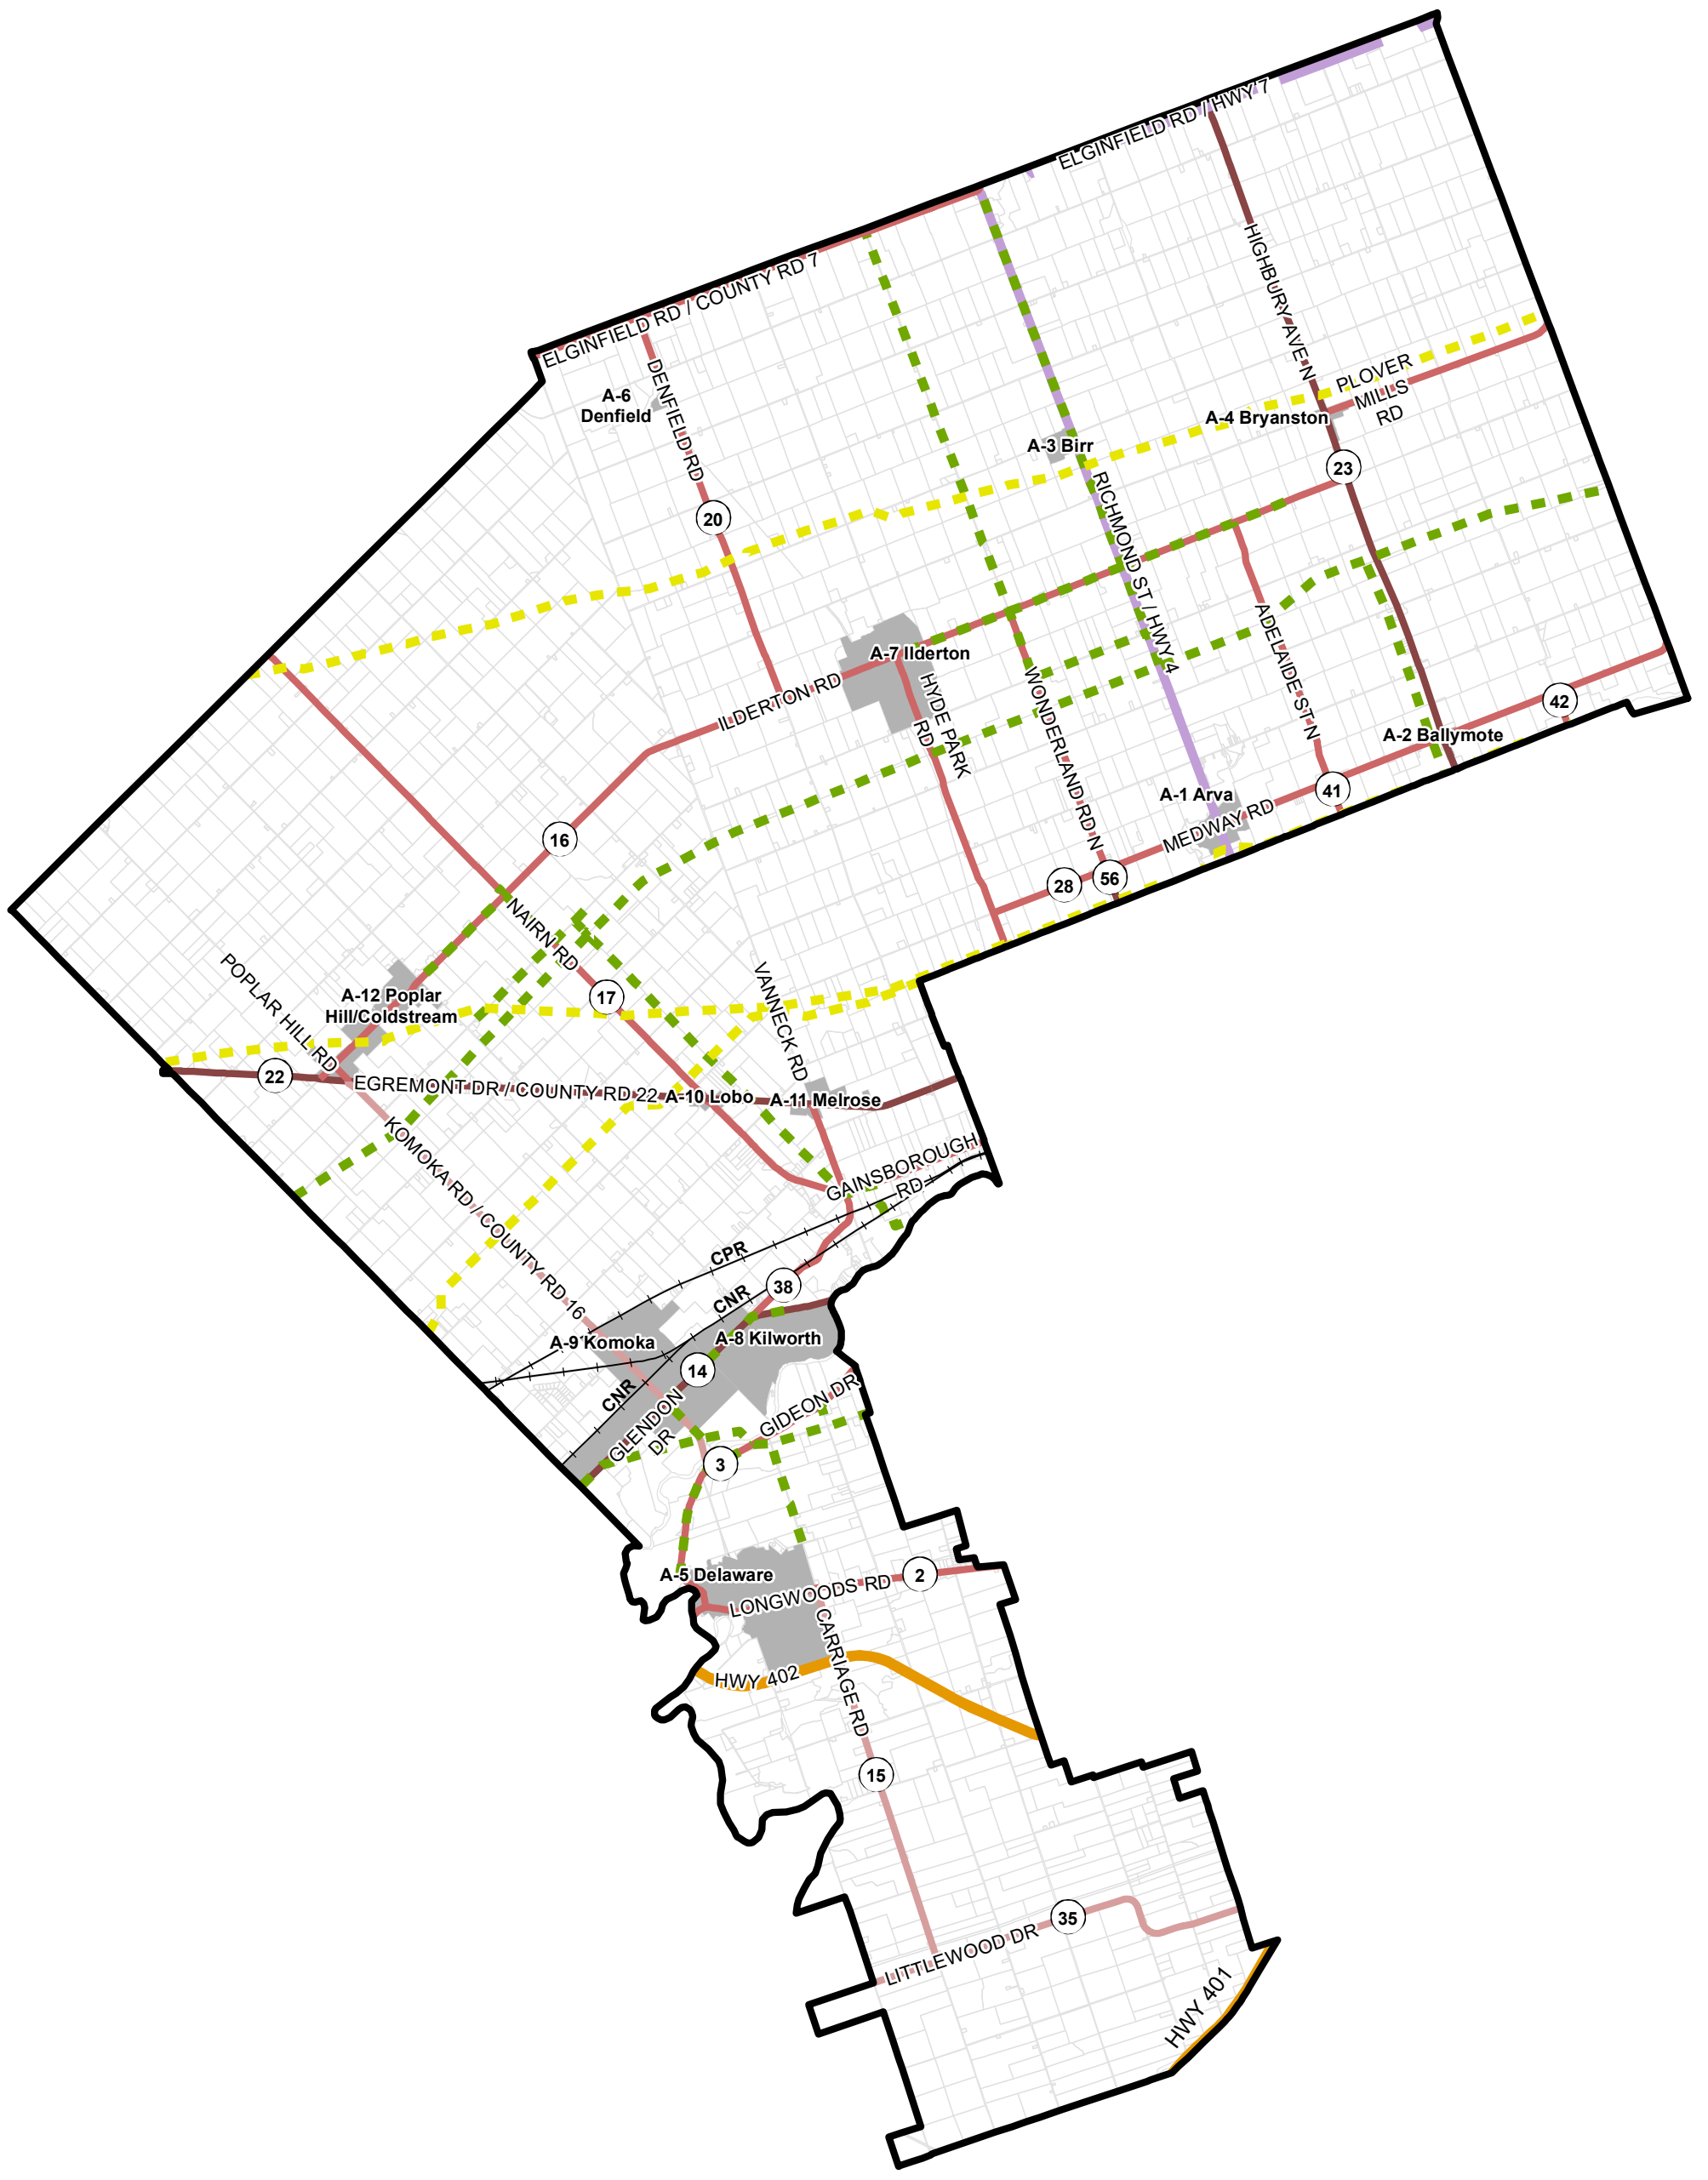 ELGINFIELD RD / HWY 7
ELGINFIELD RD / COUNTY RD 7
HIGHBURY AVE N
DENFIELD RD
A-6
Denfield
PLOVER
MILLS
RD
A-4 Bryanston
A-3 Birr
23
20
RICHMOND ST / HWY 4
A-7 Ilderton
ILDERTON RD
HYDE PARK
RD
WONDERLAND RD N
ADELAIDE ST N
42
A-2 Ballymote
A-1 Arva
41
MEDWAY RD
16
28
56
NAIRN RD
POPLAR HILL RD
A-12 Poplar
Hill/Coldstream
17
VANNECK RD
22
EGREMONT DR / COUNTY RD 22
A-10 Lobo
A-11 Melrose
KOMOKA RD / COUNTY RD 16
GAINSBOROUGH
RD
CPR
CNR
38
A-9 Komoka
A-8 Kilworth
14
CNR
GLENDON
DR
GIDEON DR
3
A-5 Delaware
2
LONGWOODS RD
CARRIAGE RD
HWY 402
15
35
LITTLEWOOD DR
HWY 401